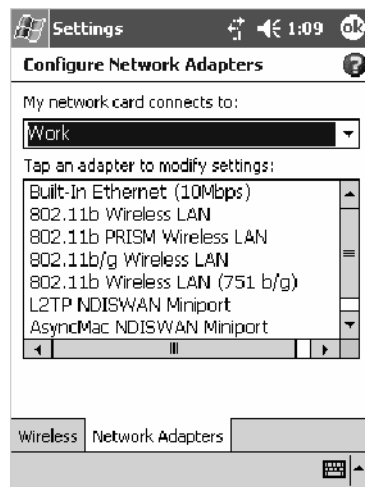 Settings 1:09 ok
Configure Network Adapters ?
My network card connects to:
Work
Tap an adapter to modify settings:
Built-In Ethernet (10Mbps)
802.11b Wireless LAN
802.11b PRISM Wireless LAN
802.11b/g Wireless LAN
802.11b Wireless LAN (751 b/g)
L2TP NDISWAN Miniport
AsyncMac NDISWAN Miniport
Wireless Network Adapters